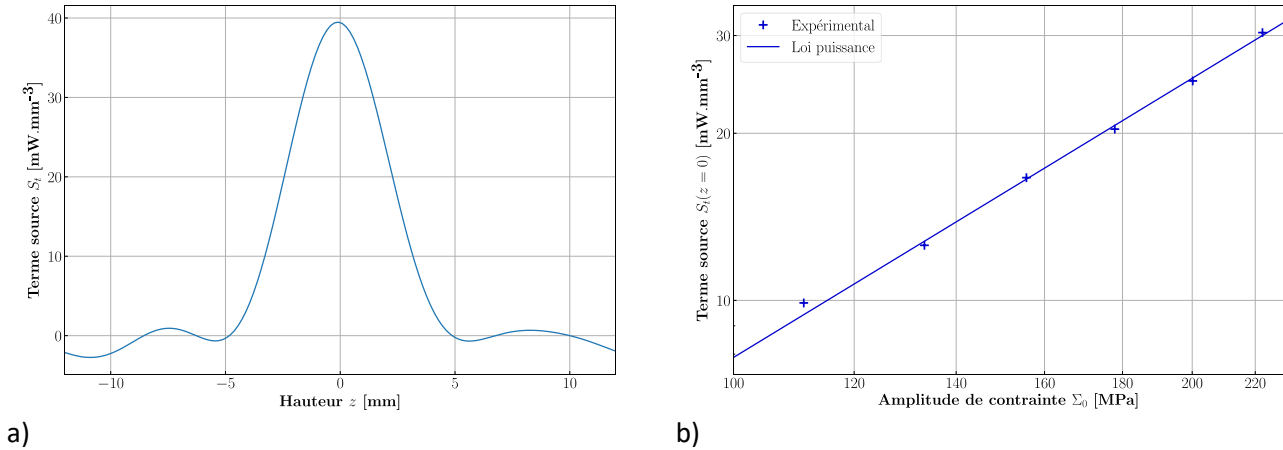 40
30
20
10
0
Terme source S_t [mW.mm-3]
−10
−5
0
5
10
Hauteur z [mm]
a)
Expérimental
Loi puissance
30
20
10
Terme source S_t(z = 0) [mW.mm-3]
100
120
140
160
180
200
220
Amplitude de contrainte Σ_0 [MPa]
b)